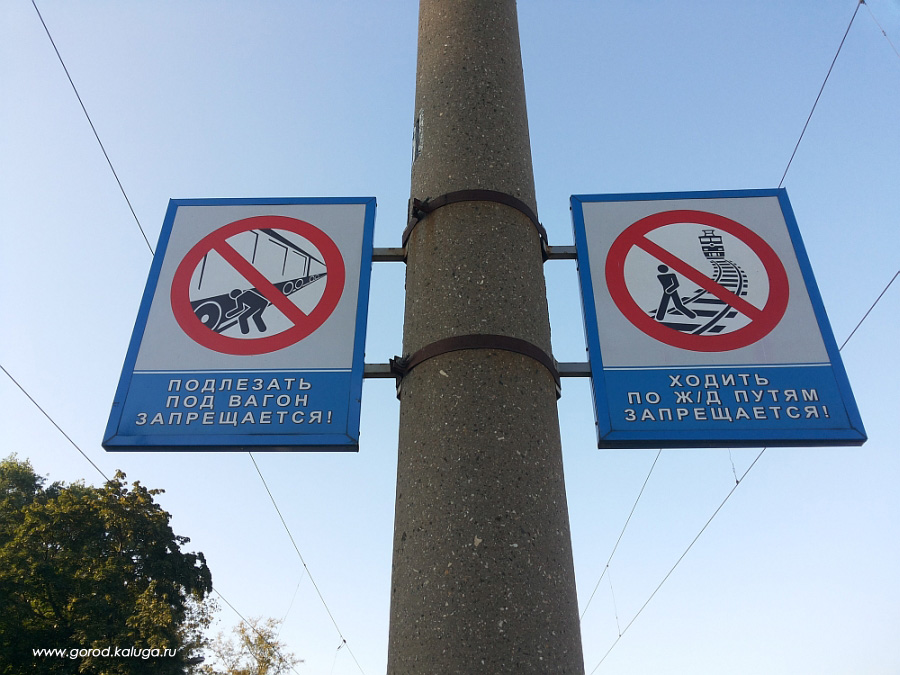 ПОДЛЕЗАТЬ
ПОД ВАГОН
ЗАПРЕЩАЕТСЯ!
ХОДИТЬ
ПО Ж/Д ПУТЯМ
ЗАПРЕЩАЕТСЯ!
www.gorod.kaluga.ru